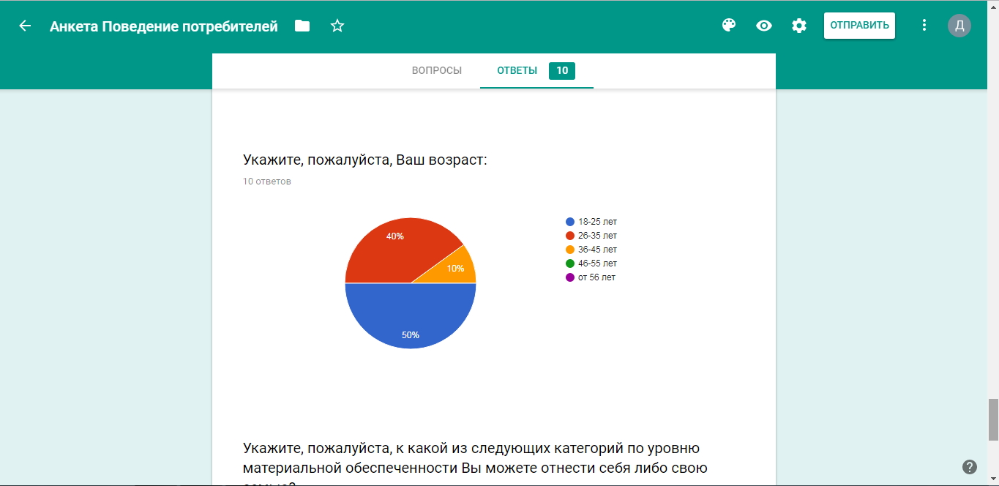 Анкета Поведение потребителей
ОТПРАВИТЬ
Д
ВОПРОСЫ
ОТВЕТЫ
10
Укажите, пожалуйста, Ваш возраст:
10 ответов
40%
10%
50%
18-25 лет
26-35 лет
36-45 лет
46-55 лет
от 56 лет
Укажите, пожалуйста, к какой из следующих категорий по уровню
материальной обеспеченности Вы можете отнести себя либо свою
семью?